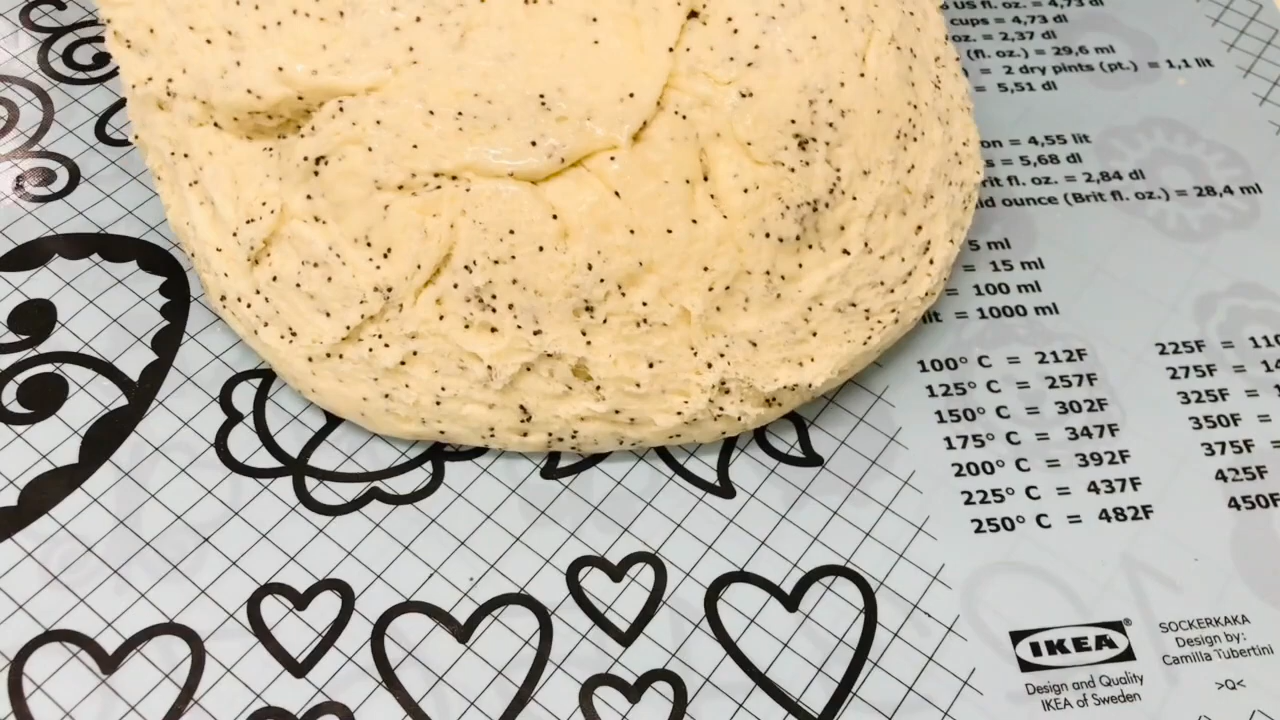 US fl. oz. = 4,73 dl
cups = 4,73 dl
oz. = 2,37 dl
(fl. oz.) = 29,6 ml
= 2 dry pints (pt.) = 1,1 lit
= 5,51 dl
on = 4,55 lit
s = 5,68 dl
rit fl. oz. = 2,84 dl
id ounce (Brit fl. oz.) = 28,4 ml
5 ml
= 15 ml
= 100 ml
lit = 1000 ml
100° C = 212F
125° C = 257F
150° C = 302F
175° C = 347F
200° C = 392F
225° C = 437F
250° C = 482F
225F = 110
275F = 14
325F =
350F =
375F =
425F
450F
IKEA®
Design and Quality
IKEA of Sweden
SOCKERKAKA
Design by:
Camilla Tubertini
>Q<